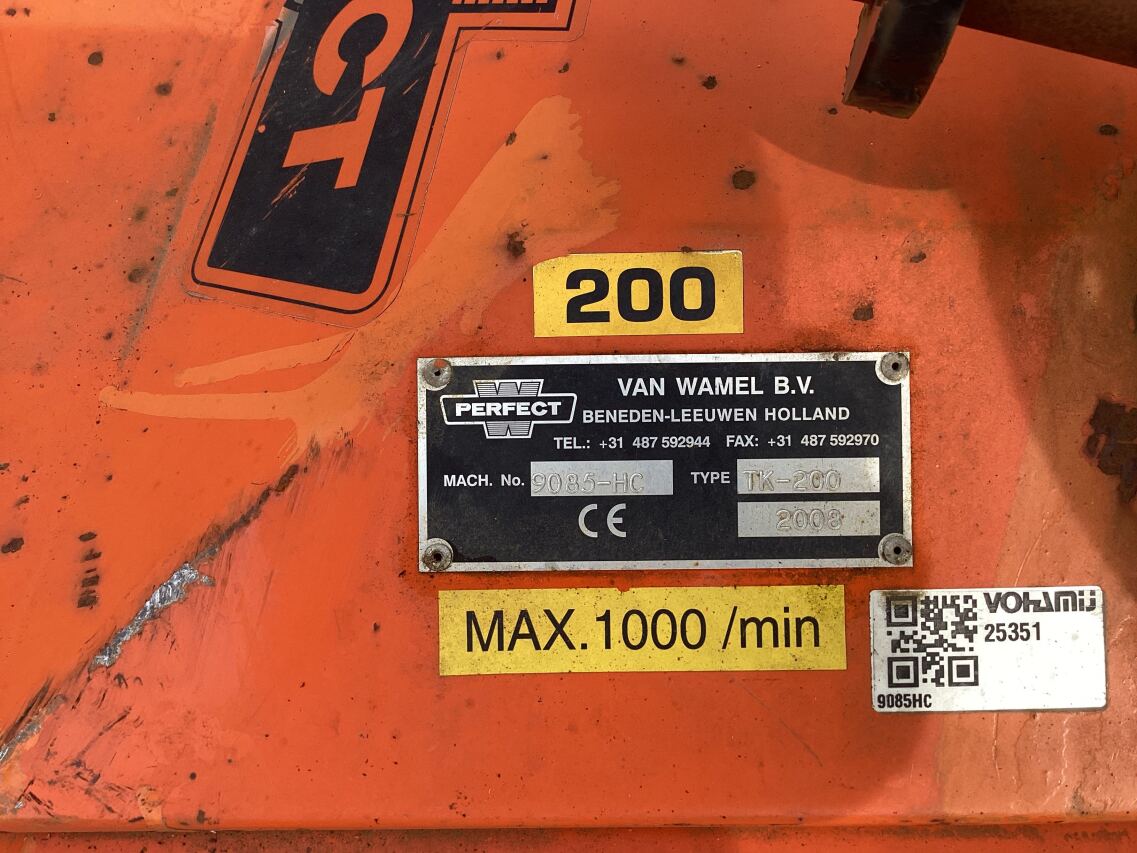 CT
200
PERFECT
VAN WAMEL B.V.
BENEDEN-LEEUWEN HOLLAND
TEL.: +31 487 592944 FAX: +31 487 592970
MACH. No. 9085-HC TYPE TK-200
CE 2008
MAX.1000 /min
VOHAMIJ
25351
9085HC